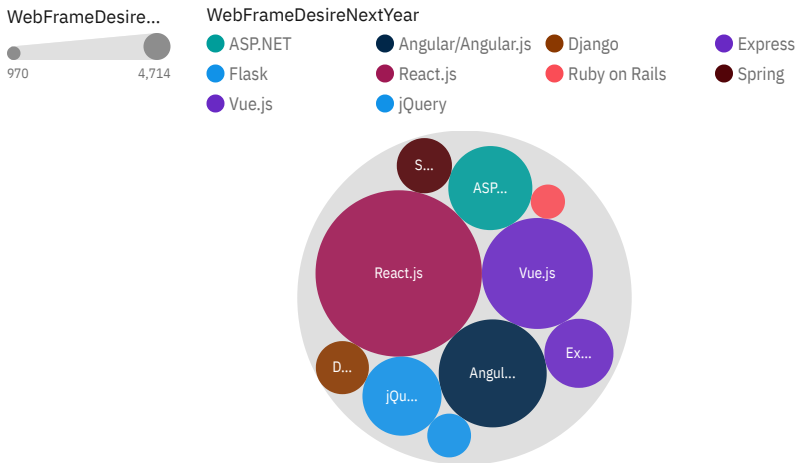 WebFrameDesire...
970 4,714
WebFrameDesireNextYear
ASP.NET Angular/Angular.js Django Express
Flask React.js Ruby on Rails Spring
Vue.js jQuery
S...
ASP...
React.js
Vue.js
Ex...
D...
Angul...
jQu...